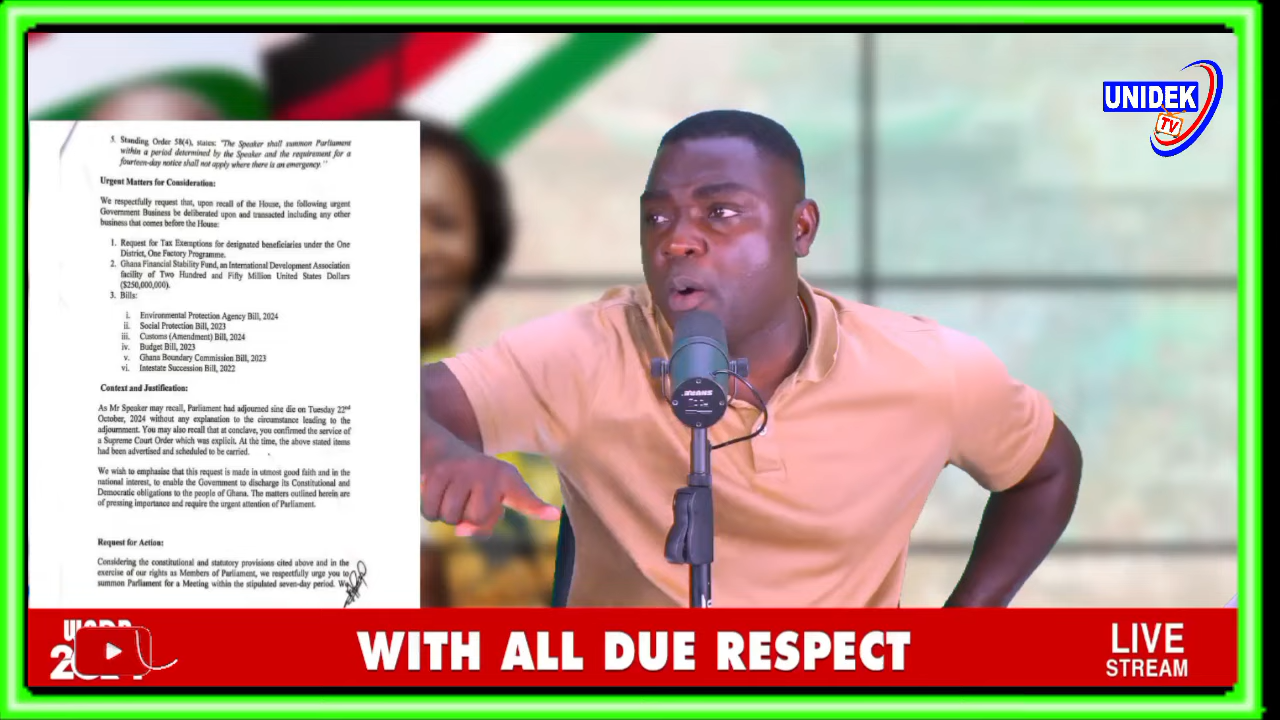 UNIDEK
TV
5. Standing Order 58(4), states: "The Speaker shall summon Parliament
within a period determined by the Speaker and the requirement for a
fourteen-day notice shall not apply where there is an emergency."
Urgent Matters for Consideration:
We respectfully request that, upon recall of the House, the following urgent
Government Business be deliberated upon and transacted including any other
business that comes before the House:
1. Request for Tax Exemptions for designated beneficiaries under the One
District, One Factory Programme.
2. Ghana Financial Stability Fund, an International Development Association
facility of Two Hundred and Fifty Million United States Dollars
($250,000,000).
3. Bills:
i. Environmental Protection Agency Bill, 2024
ii. Social Protection Bill, 2023
iii. Customs (Amendment) Bill, 2024
iv. Budget Bill, 2023
v. Ghana Boundary Commission Bill, 2023
vi. Intestate Succession Bill, 2022
Context and Justification:
As Mr Speaker may recall, Parliament had adjourned sine die on Tuesday 22nd
October, 2024 without any explanation to the circumstance leading to the
adjournment. You may also recall that at conclave, you confirmed the service of
a Supreme Court Order which was explicit. At the time, the above stated items
had been advertised and scheduled to be carried.
We wish to emphasise that this request is made in utmost good faith and in the
national interest, to enable the Government to discharge its Constitutional and
Democratic obligations to the people of Ghana. The matters outlined herein are
of pressing importance and require the urgent attention of Parliament.
Request for Action:
Considering the constitutional and statutory provisions cited above and in the
exercise of our rights as Members of Parliament, we respectfully urge you to
summon Parliament for a Meeting within the stipulated seven-day period. We
WITH ALL DUE RESPECT
LIVE
STREAM